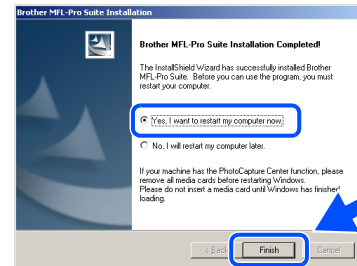 Brother MFL-Pro Suite Installation
Brother MFL-Pro Suite Installation Completed!
The InstallShield Wizard has successfully installed Brother
MFL-Pro Suite. Before you can use the program, you must
restart your computer.
Yes, I want to restart my computer now.
No, I will restart my computer later.
If your machine has the PhotoCapture Center function, please
remove all media cards before restarting Windows.
Please do not insert a media card until Windows has finished
loading.
< Back Finish Cancel